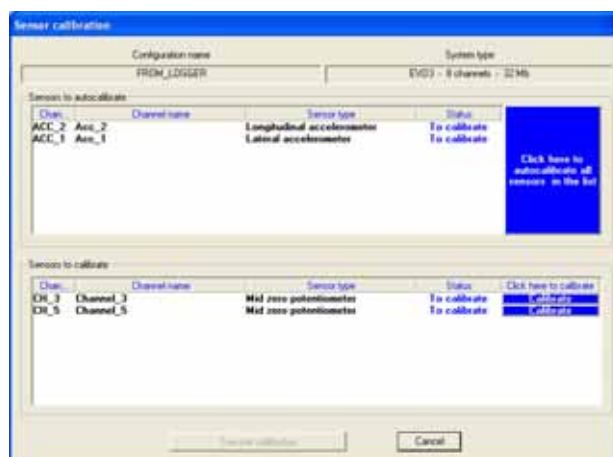 Sensor calibration
Configuration name System type
FROM_LOGGER EVO3 - 8 channels - 32 Mb
Sensors to autocalibrate
Chan... Channel name Sensor type Status
ACC_2 Acc_2 Longitudinal accelerometer To calibrate
ACC_1 Acc_1 Lateral accelerometer To calibrate
Click here to
autocalibrate all
sensors in the list
Sensors to calibrate
Chan... Channel name Sensor type Status Click here to calibrate
CH_3 Channel_3 Mid zero potentiometer To calibrate Calibrate
CH_5 Channel_5 Mid zero potentiometer To calibrate Calibrate
Cancel